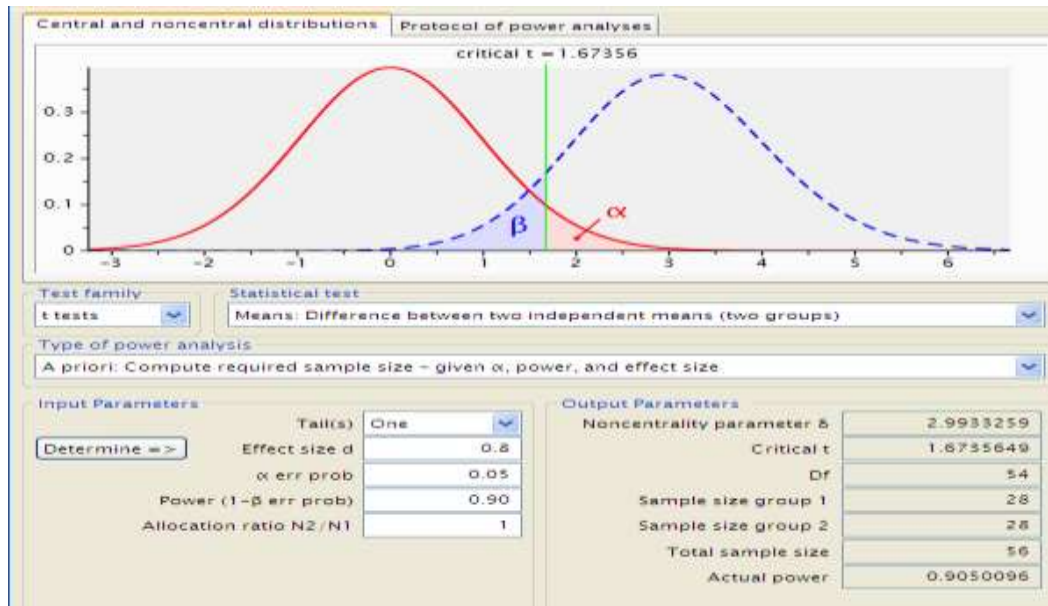 Central and noncentral distributions Protocol of power analyses
critical t = 1.67356
0.3
0.2
0.1
0
β
α
-3 -2 -1 0 1 2 3 4 5 6
Test family
t tests
Statistical test
Means: Difference between two independent means (two groups)
Type of power analysis
A priori: Compute required sample size - given α, power, and effect size
Input Parameters
Tail(s) One
Determine => Effect size d 0.8
α err prob 0.05
Power (1-β err prob) 0.90
Allocation ratio N2/N1 1
Output Parameters
Noncentrality parameter δ 2.9933259
Critical t 1.6735649
Df 54
Sample size group 1 28
Sample size group 2 28
Total sample size 56
Actual power 0.9050096